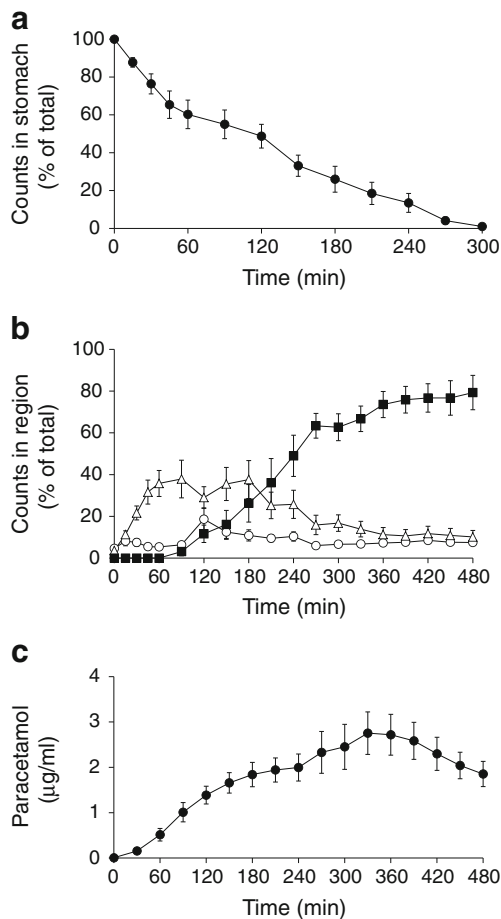 a
Counts in stomach
(% of total)
100
80
60
40
20
0
0 60 120 180 240 300
Time (min)
b
Counts in region
(% of total)
100
80
60
40
20
0
0 60 120 180 240 300 360 420 480
Time (min)
c
Paracetamol
(µg/ml)
4
3
2
1
0
0 60 120 180 240 300 360 420 480
Time (min)